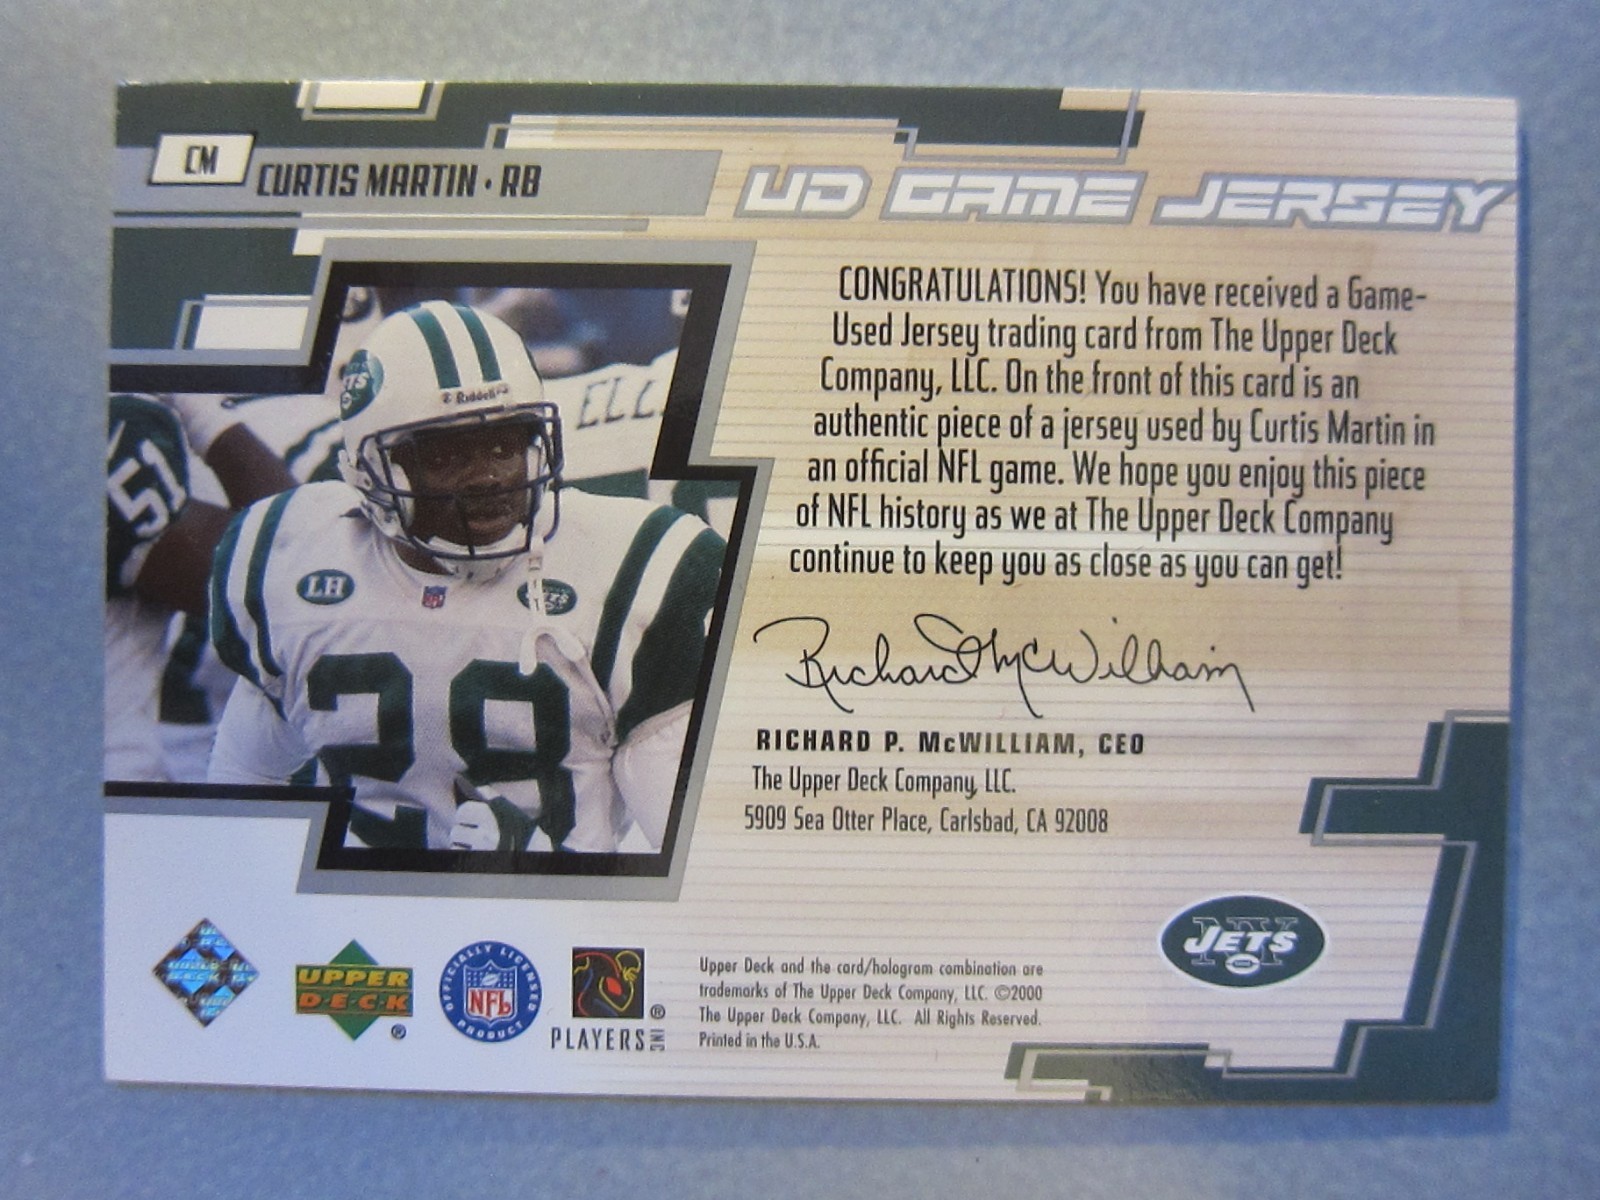 CM
CURTIS MARTIN · RB
UD GAME JERSEY
CONGRATULATIONS! You have received a Game-
Used Jersey trading card from The Upper Deck
Company, LLC. On the front of this card is an
authentic piece of a jersey used by Curtis Martin in
an official NFL game. We hope you enjoy this piece
of NFL history as we at The Upper Deck Company
continue to keep you as close as you can get!
Richard McWilliam
RICHARD P. McWILLIAM, CEO
The Upper Deck Company, LLC.
5909 Sea Otter Place, Carlsbad, CA 92008
Riddell
ELL
51
LH
NFL
JETS
28
UPPER
DECK
®
OFFICIALLY LICENSED
NFL
PRODUCT
PLAYERS INC ®
Upper Deck and the card/hologram combination are
trademarks of The Upper Deck Company, LLC. ©2000
The Upper Deck Company, LLC. All Rights Reserved.
Printed in the U.S.A.
NY
JETS